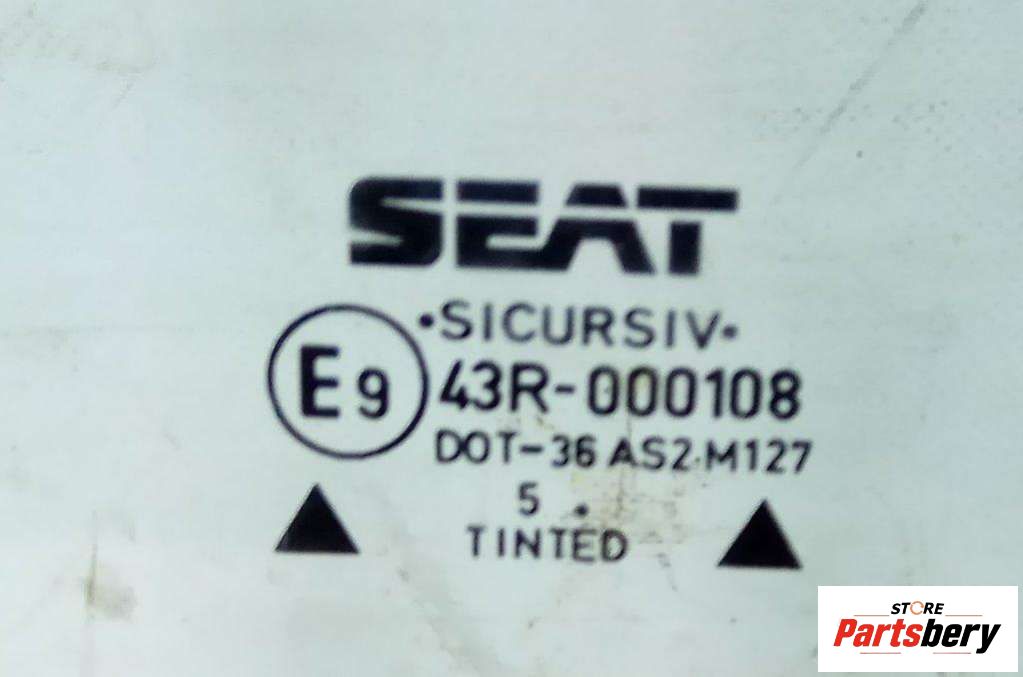 SEAT
•SICURSIV•
E9
43R-000108
DOT-36 AS2·M127
5 .
TINTED
STORE
Partsbery